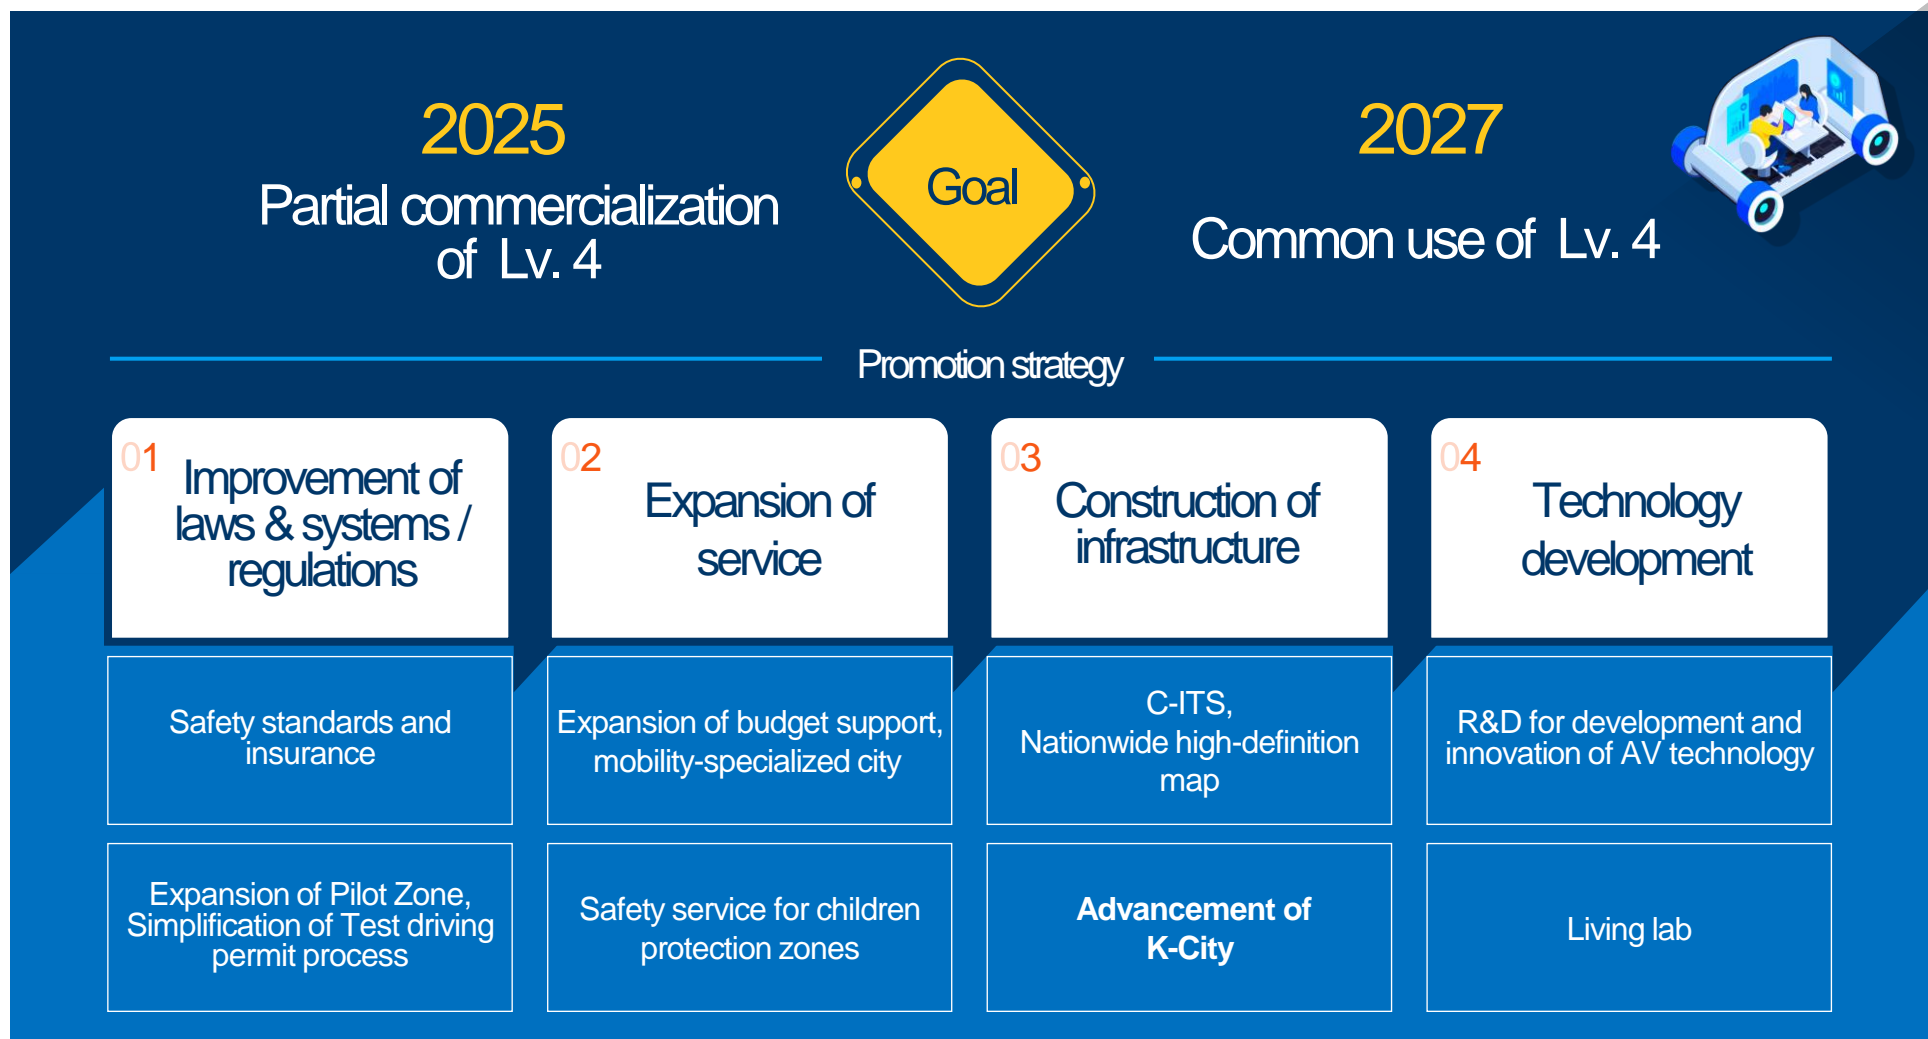 2025
Partial commercialization
of Lv. 4
Goal
2027
Common use of Lv. 4
Promotion strategy
01
Improvement of
laws & systems /
regulations
Safety standards and
insurance
Expansion of Pilot Zone,
Simplification of Test driving
permit process
02
Expansion of
service
Expansion of budget support,
mobility-specialized city
Safety service for children
protection zones
03
Construction of
infrastructure
C-ITS,
Nationwide high-definition
map
Advancement of
K-City
04
Technology
development
R&D for development and
innovation of AV technology
Living lab